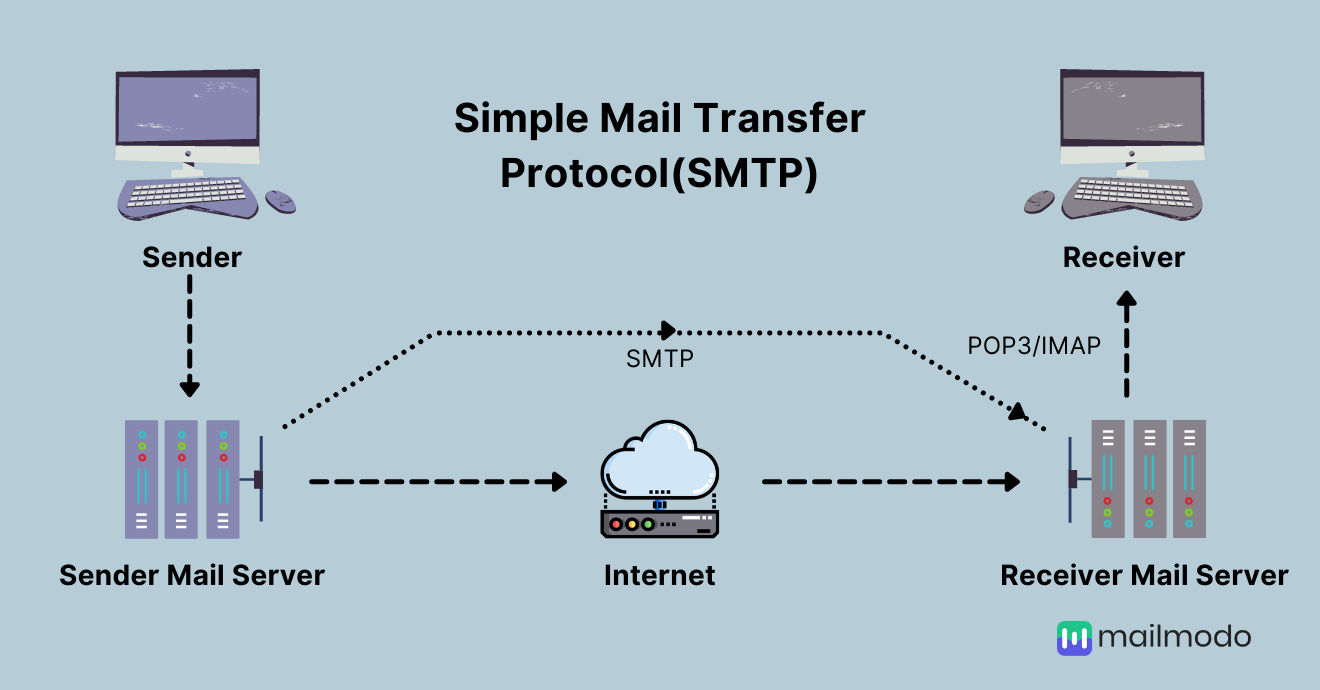 Simple Mail Transfer
Protocol(SMTP)
Sender
Receiver
SMTP
POP3/IMAP
Sender Mail Server
Internet
Receiver Mail Server
mailmodo